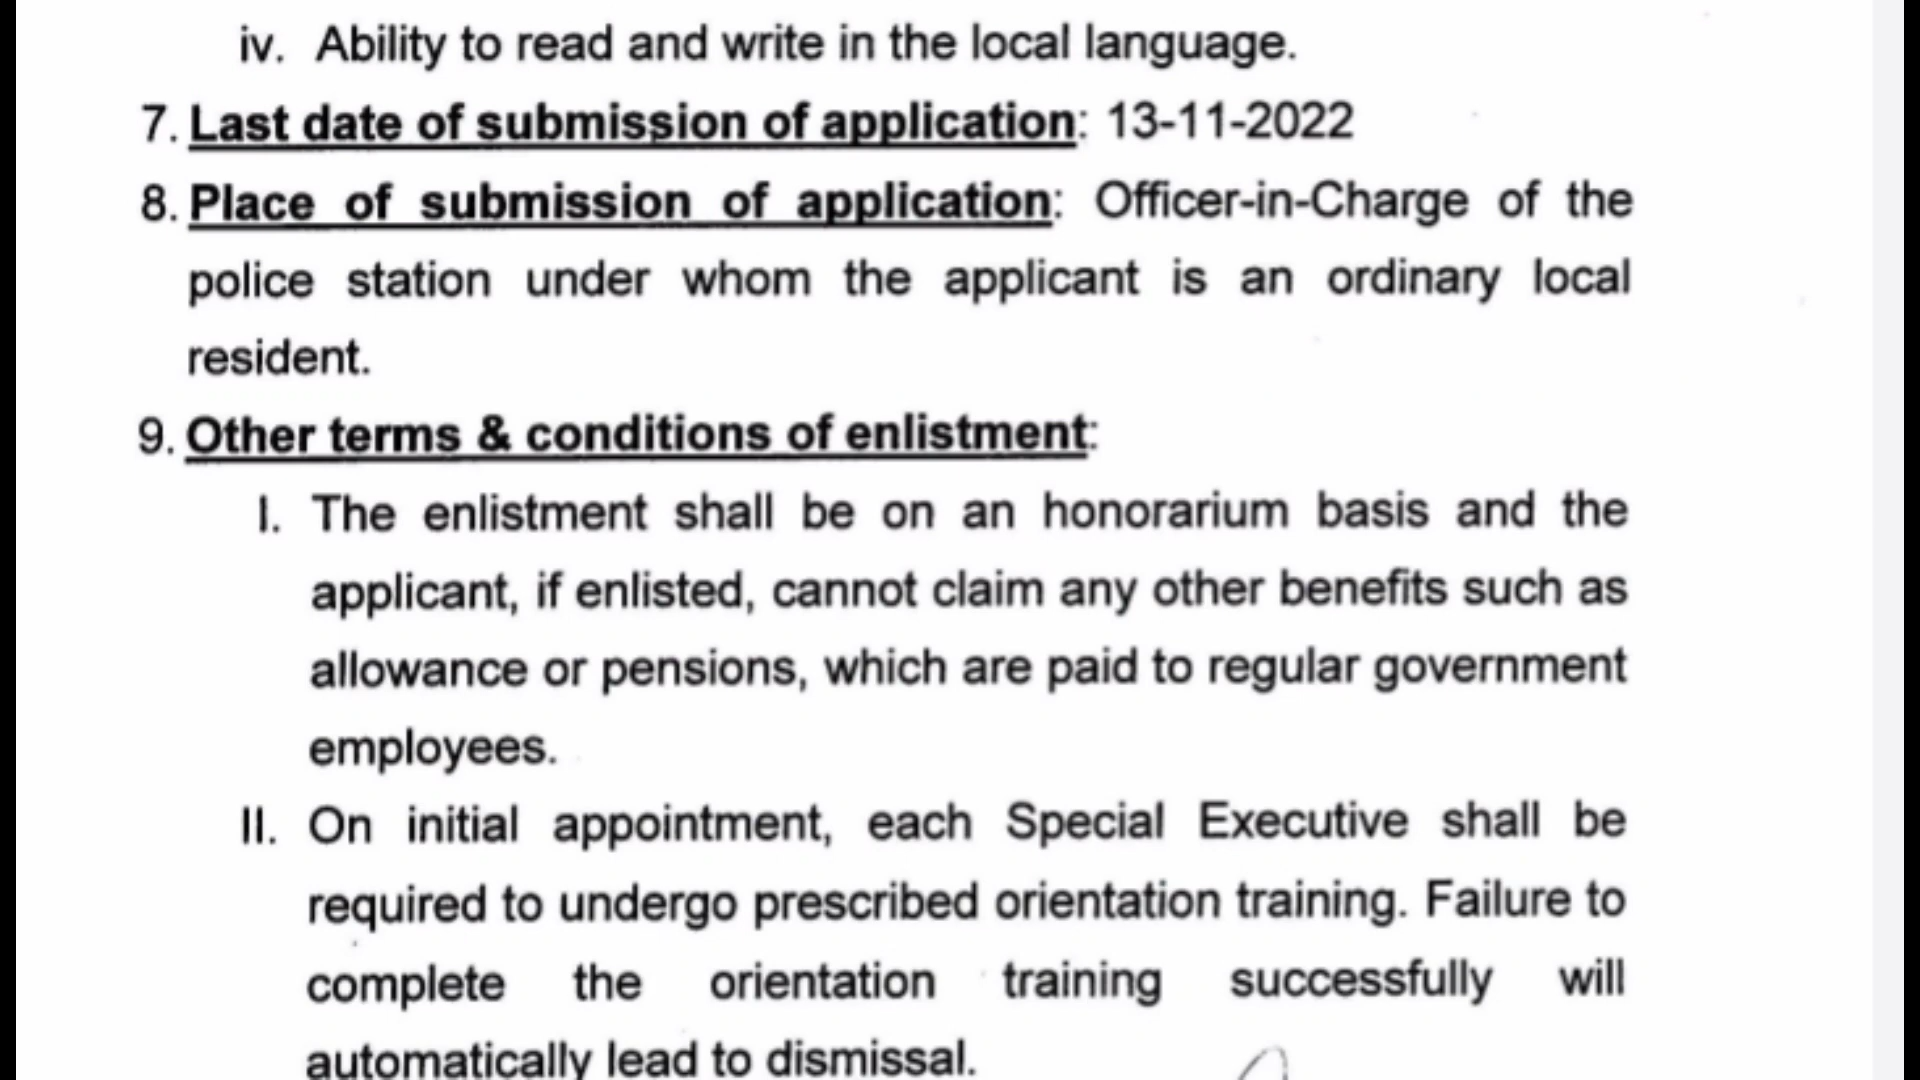 iv. Ability to read and write in the local language.
7. Last date of submission of application: 13-11-2022
8. Place of submission of application: Officer-in-Charge of the
police station under whom the applicant is an ordinary local
resident.
9. Other terms & conditions of enlistment:
I. The enlistment shall be on an honorarium basis and the
applicant, if enlisted, cannot claim any other benefits such as
allowance or pensions, which are paid to regular government
employees.
II. On initial appointment, each Special Executive shall be
required to undergo prescribed orientation training. Failure to
complete the orientation training successfully will
automatically lead to dismissal.